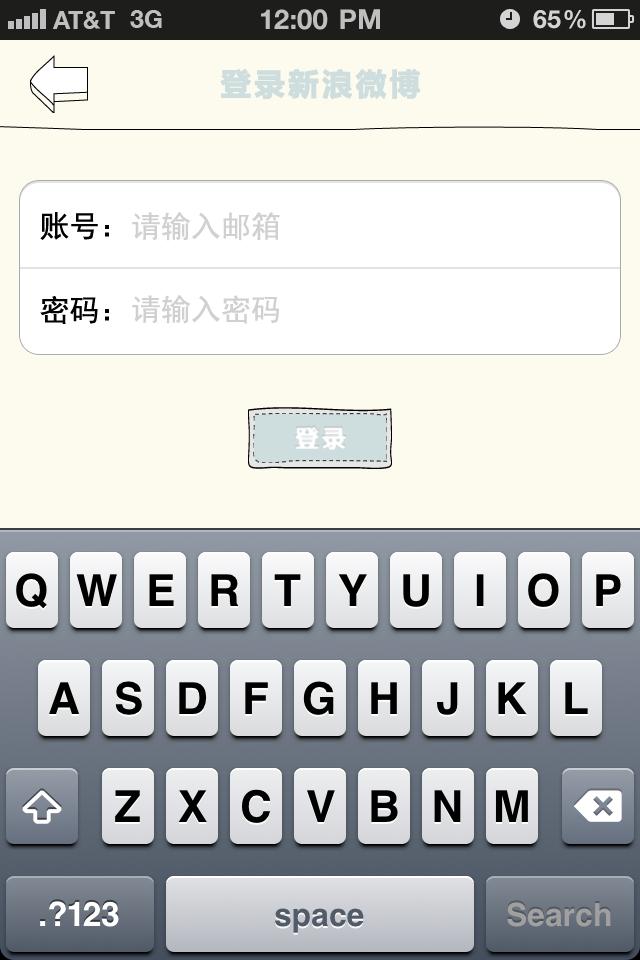 AT&T 3G 12:00 PM 65%
登录新浪微博
账号：请输入邮箱
密码：请输入密码
登录
Q W E R T Y U I O P
A S D F G H J K L
Z X C V B N M
.?123 space Search